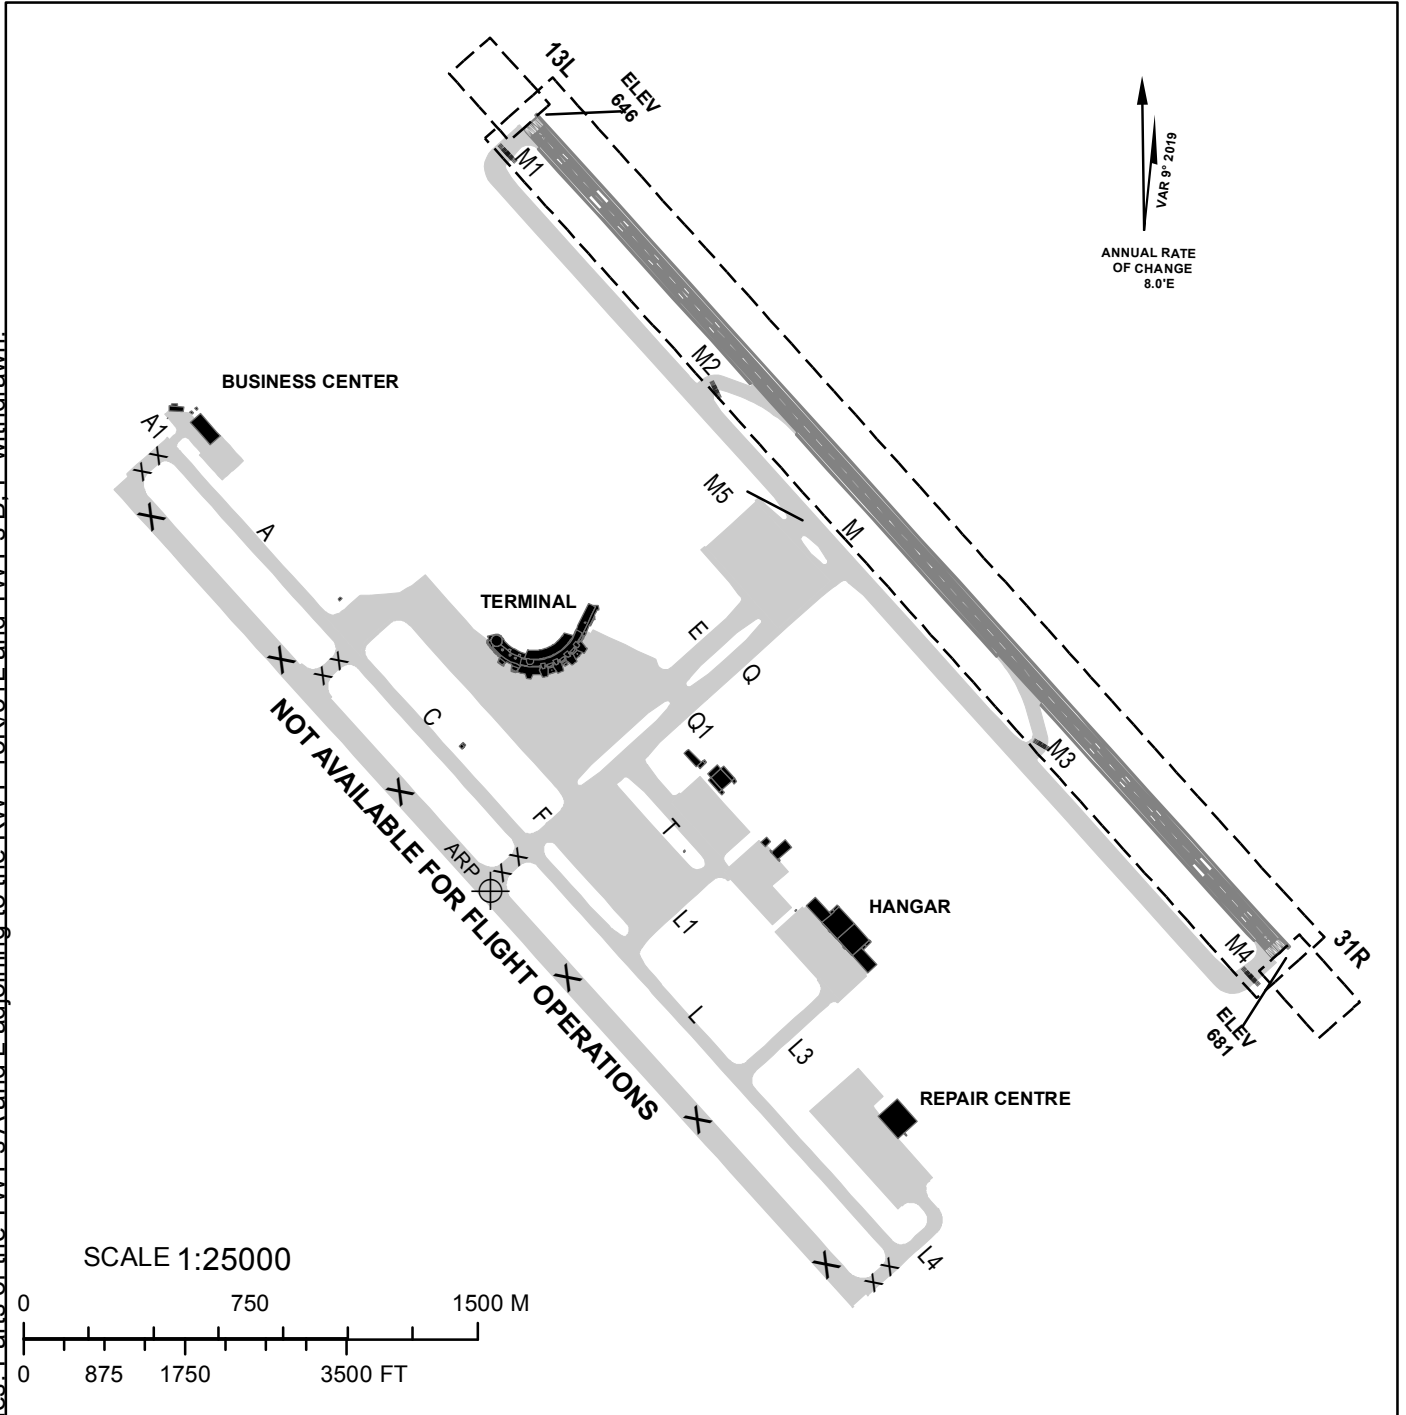 13L
ELEV
646
M1
VAR 9° 2019
ANNUAL RATE
OF CHANGE
8.0'E
M2
BUSINESS CENTER
A1
M5
A
M
TERMINAL
E
Q
C
Q1
NOT AVAILABLE FOR FLIGHT OPERATIONS
M3
F
T
ARP
HANGAR
L1
31R
M4
L
ELEV
681
L3
REPAIR CENTRE
L4
SCALE 1:25000
0 750 1500 M
0 875 1750 3500 FT